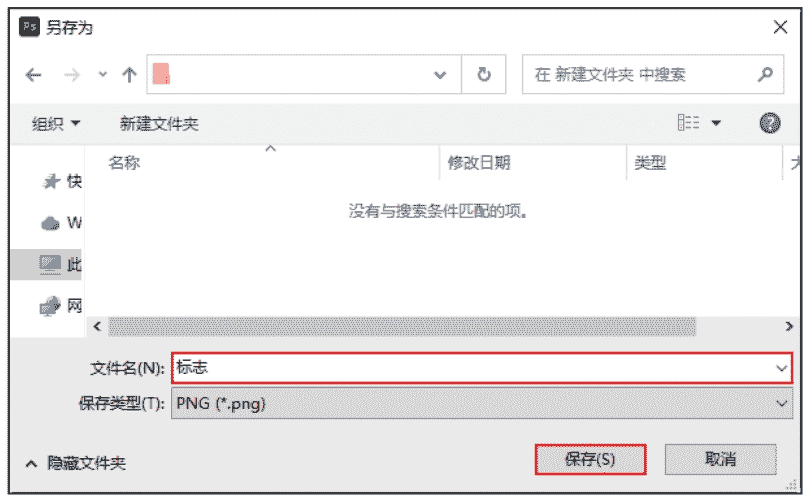 Ps 另存为
在 新建文件夹 中搜索
组织 新建文件夹
名称 修改日期 类型 大
快
没有与搜索条件匹配的项。
W
此
网
文件名(N): 标志
保存类型(T): PNG (*.png)
隐藏文件夹 保存(S) 取消